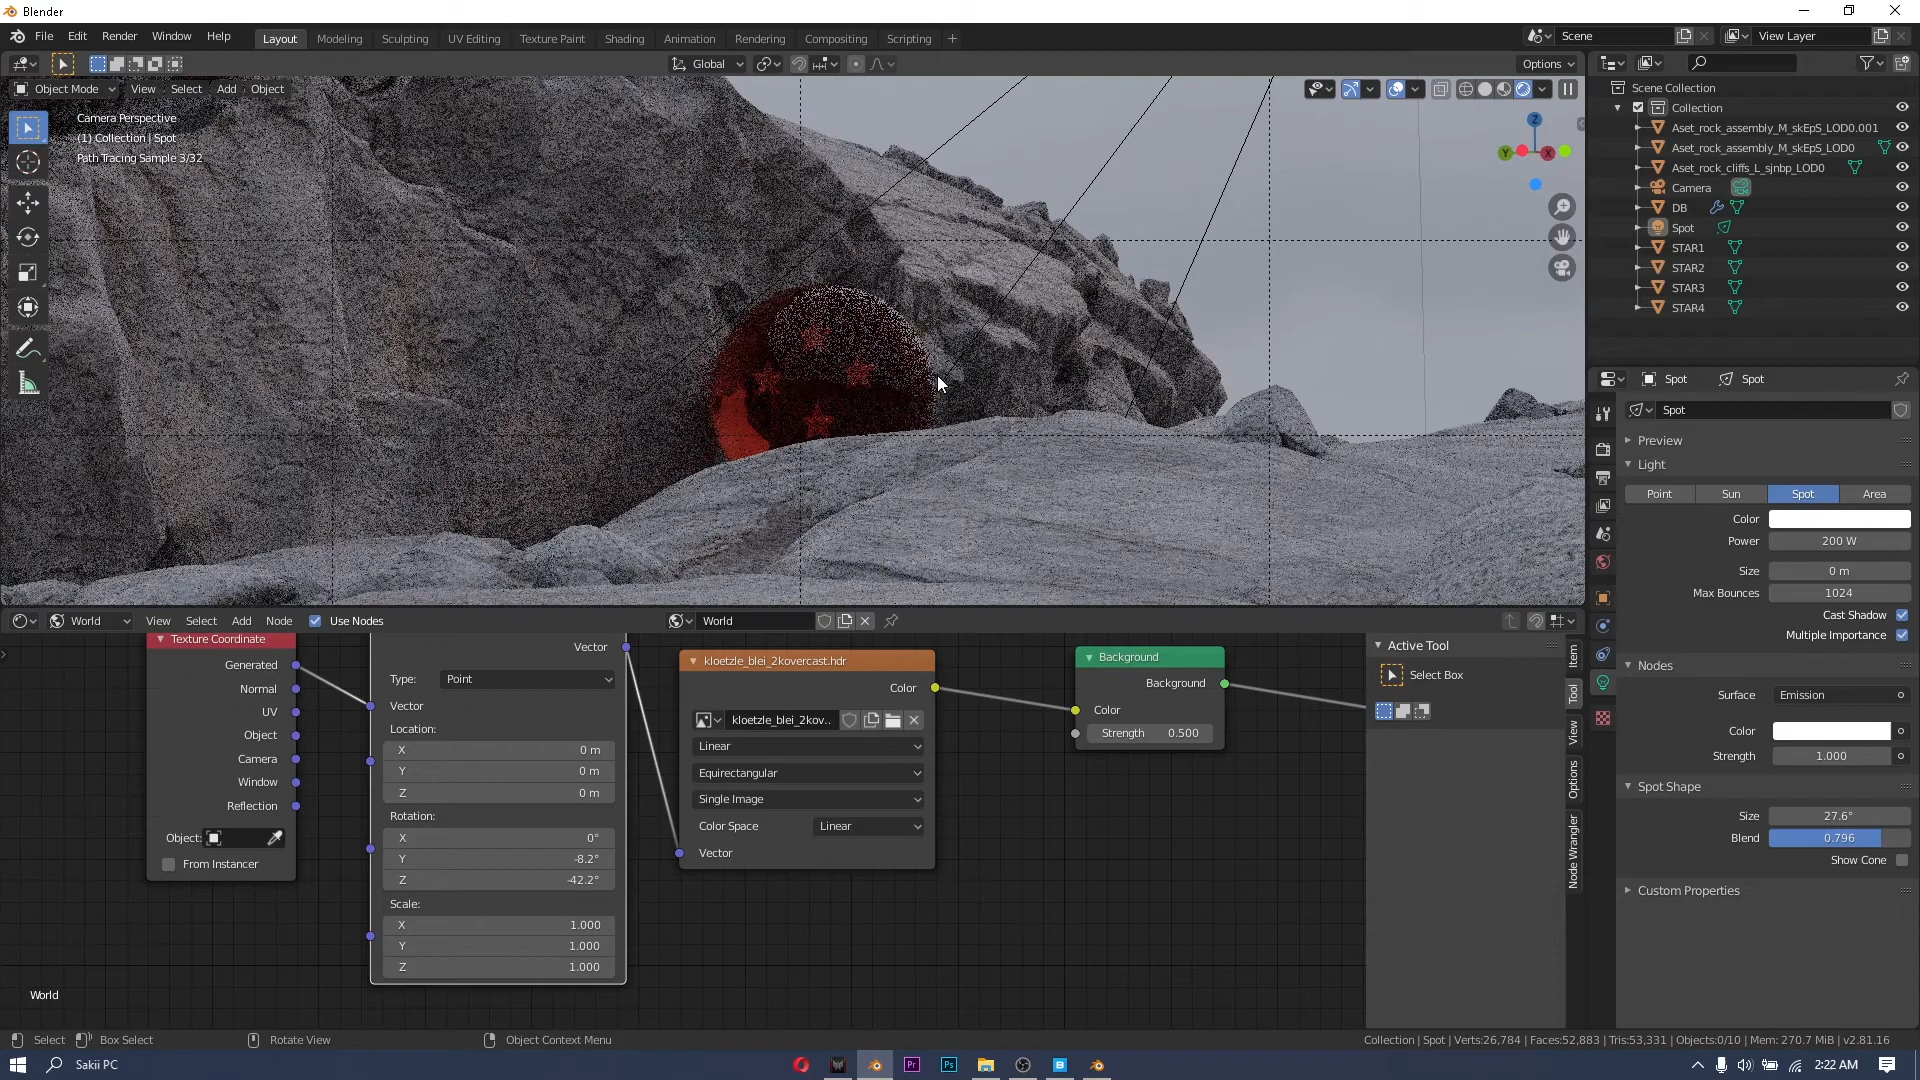 Blender
File Edit Render Window Help Layout Modeling Sculpting UV Editing Texture Paint Shading Animation Rendering Compositing Scripting + Scene View Layer
Global Options
Object Mode View Select Add Object
Camera Perspective
(1) Collection | Spot
Path Tracing Sample 3/32
Z
Y X
Scene Collection
Collection
Aset_rock_assembly_M_skEpS_LOD0.001
Aset_rock_assembly_M_skEpS_LOD0
Aset_rock_cliffs_L_sjnbp_LOD0
Camera
DB
Spot
STAR1
STAR2
STAR3
STAR4
Spot Spot
Spot
Preview
Light
Point Sun Spot Area
Color
Power 200 W
Size 0 m
Max Bounces 1024
Cast Shadow
Multiple Importance
Nodes
Surface Emission
Color
Strength 1.000
Spot Shape
Size 27.6°
Blend 0.796
Show Cone
Custom Properties
World View Select Add Node Use Nodes World
Texture Coordinate
Generated
Normal
UV
Object
Camera
Window
Reflection
Object:
From Instancer
Vector
Type: Point
Vector
Location:
X 0 m
Y 0 m
Z 0 m
Rotation:
X 0°
Y -8.2°
Z -42.2°
Scale:
X 1.000
Y 1.000
Z 1.000
kloetzle_blei_2kovercast.hdr
Color
kloetzle_blei_2kov..
Linear
Equirectangular
Single Image
Color Space Linear
Vector
Background
Background
Color
Strength 0.500
Active Tool
Select Box
Item
Tool
View
Options
Node Wrangler
World
Select Box Select Rotate View Object Context Menu Collection | Spot | Verts:26,784 | Faces:52,883 | Tris:53,331 | Objects:0/10 | Mem: 270.7 MiB | v2.81.16
Sakii PC Pr Ps 2:22 AM